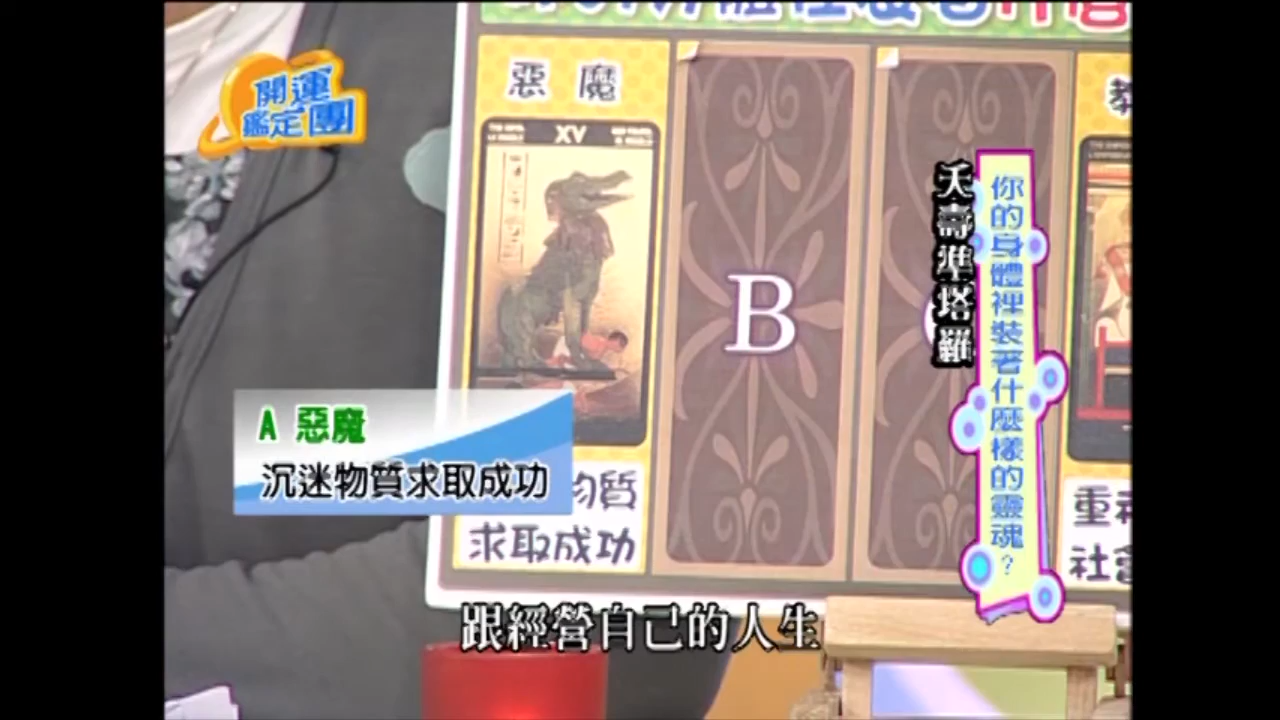 開運
鑑定團
惡魔
XV
B
夭壽準塔羅
你的身體裡裝著什麼樣的靈魂？
A 惡魔
沉迷物質求取成功
物質
求取成功
重視
社會
跟經營自己的人生